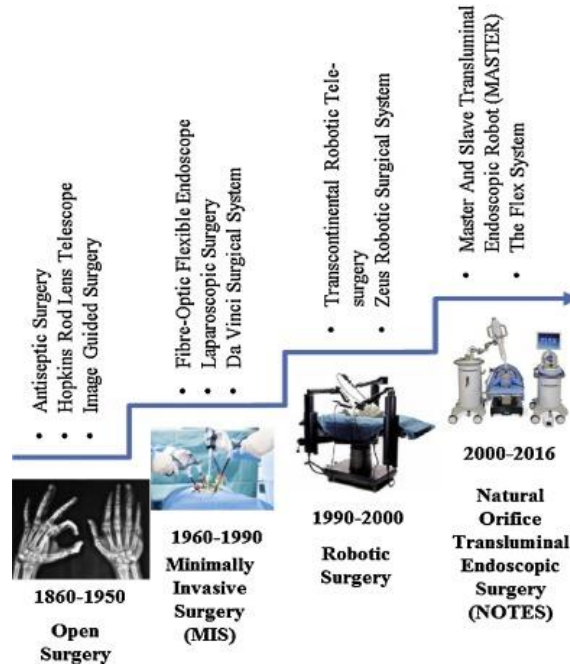 • Antiseptic Surgery
• Hopkins Rod Lens Telescope
• Image Guided Surgery
1860-1950
Open
Surgery
• Fibre-Optic Flexible Endoscope
• Laparoscopic Surgery
• Da Vinci Surgical System
1960-1990
Minimally
Invasive
Surgery
(MIS)
• Transcontinental Robotic Tele-
surgery
• Zeus Robotic Surgical System
1990-2000
Robotic
Surgery
• Master And Slave Transluminal
Endoscopic Robot (MASTER)
• The Flex System
2000-2016
Natural
Orifice
Transluminal
Endoscopic
Surgery
(NOTES)